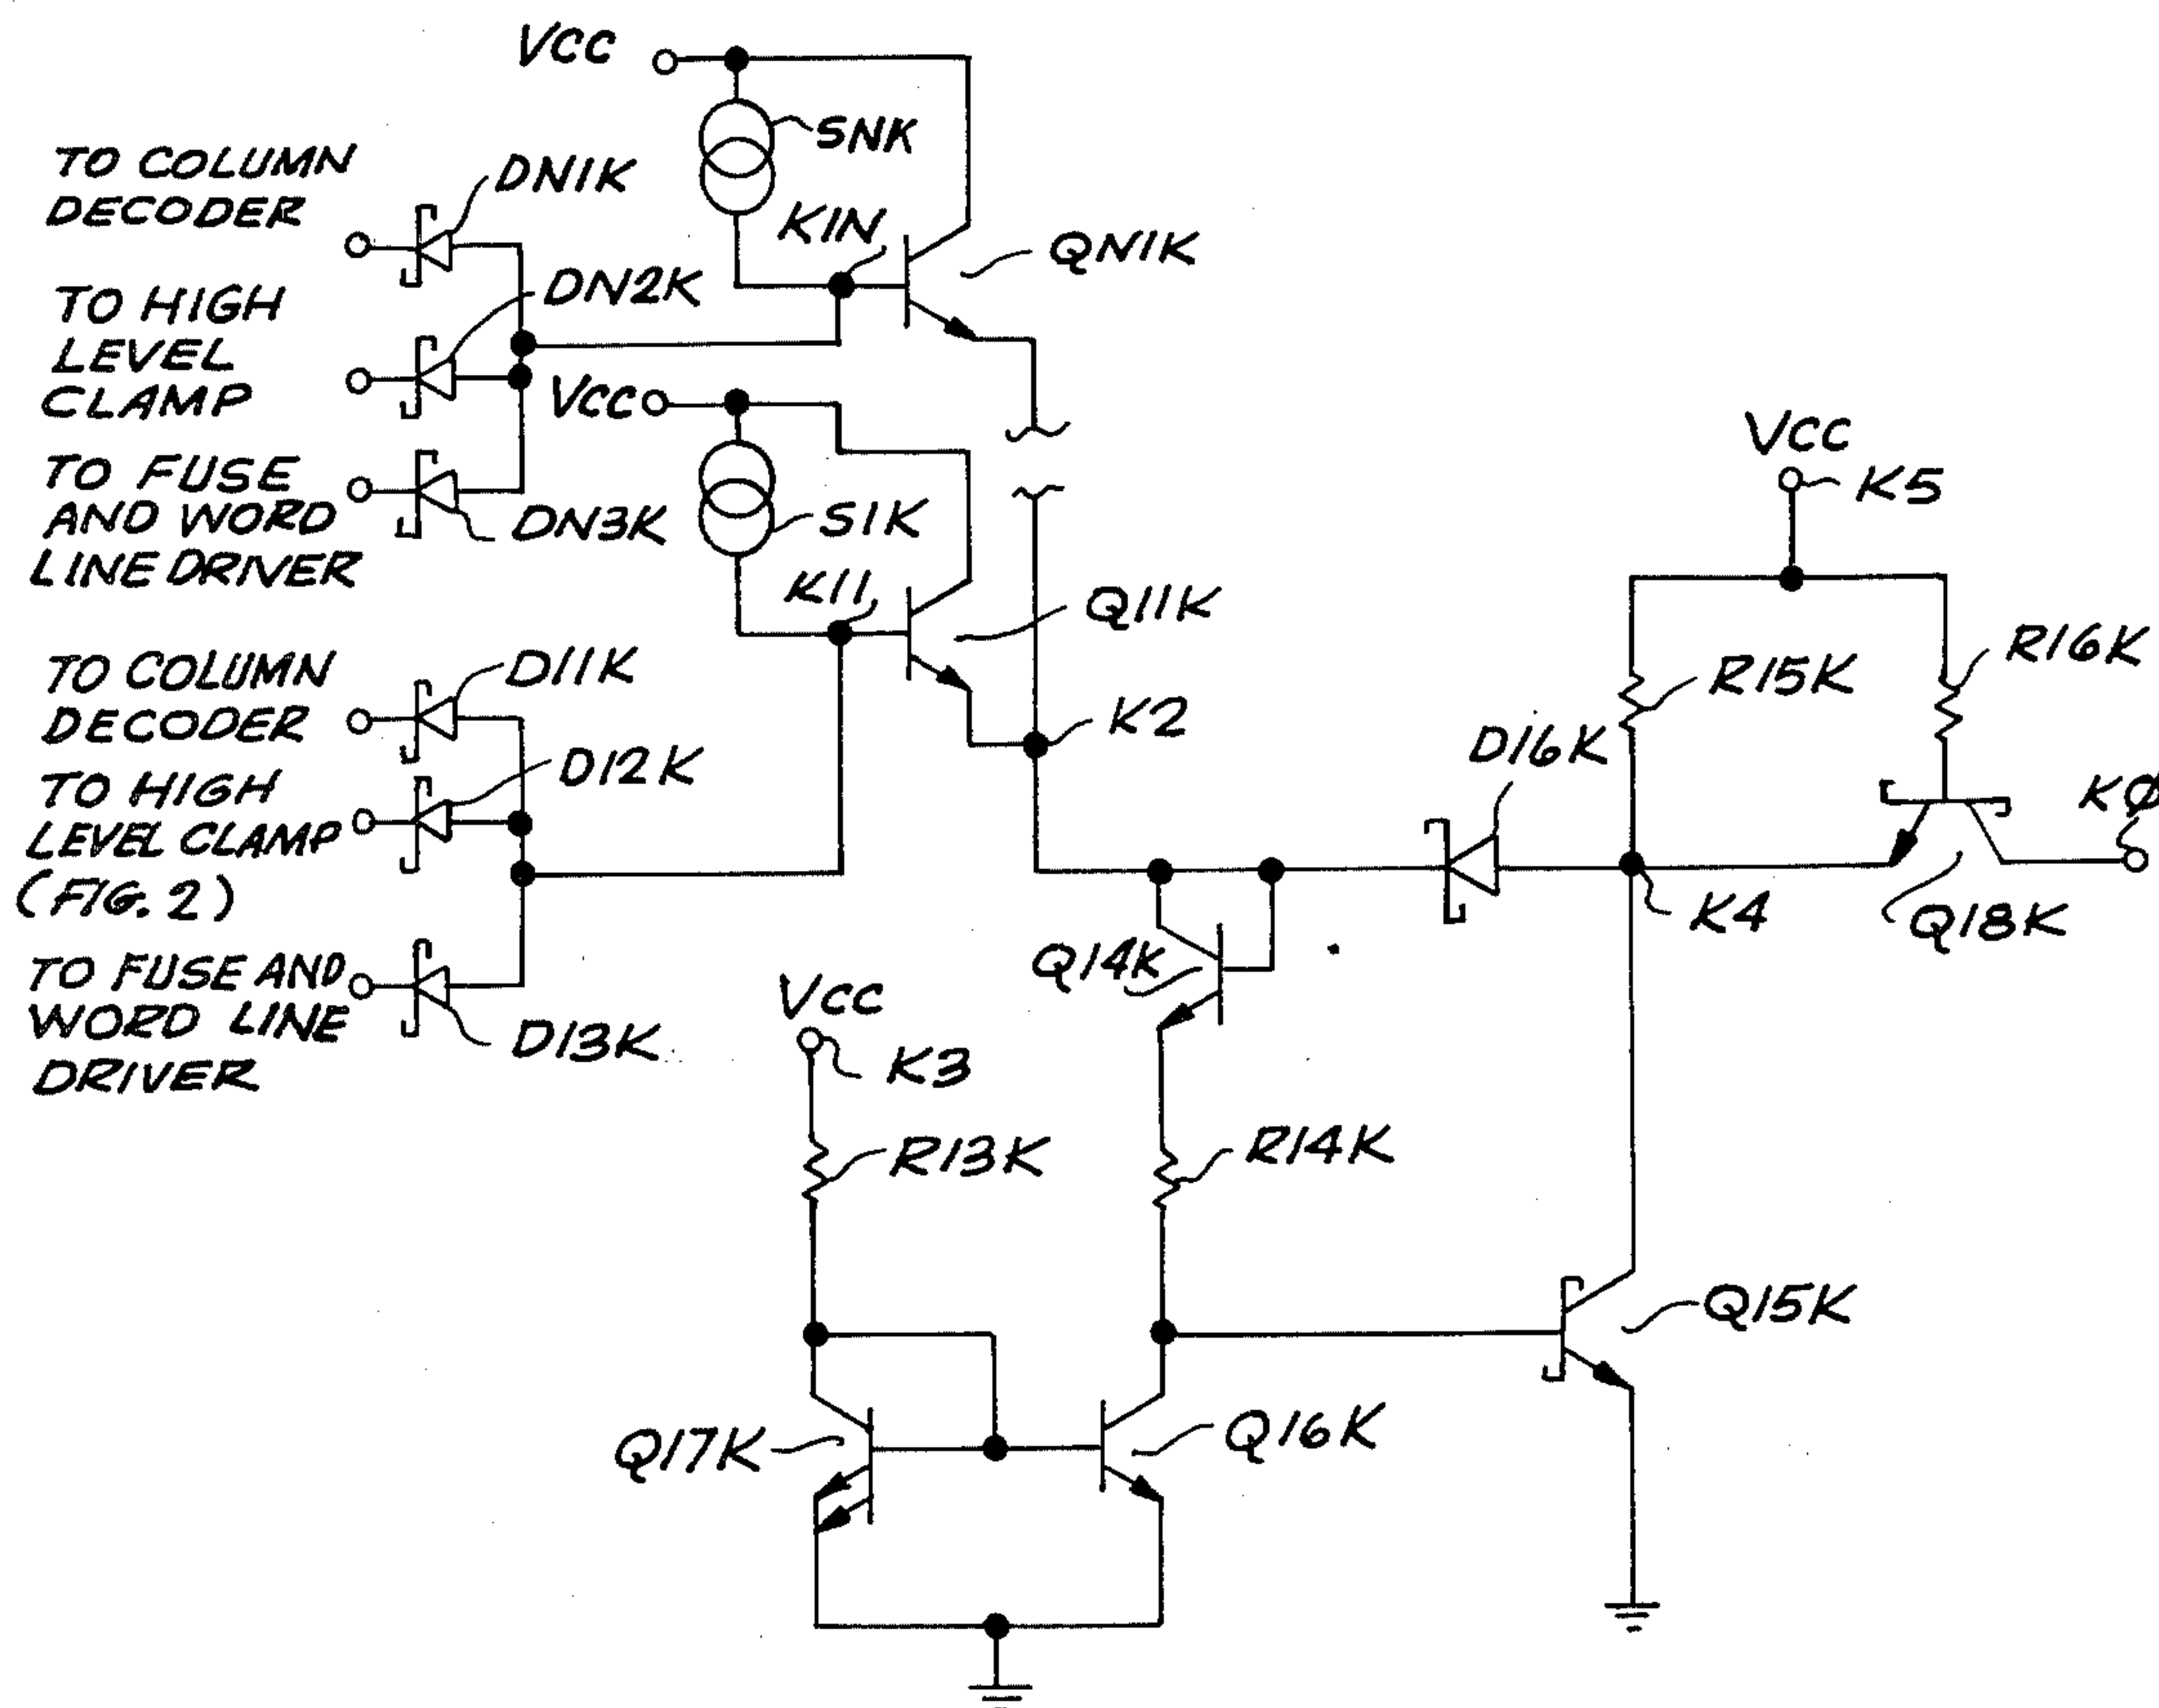 VCC
SNK
TO COLUMN
DECODER
DN1K
K1N
QN1K
TO HIGH
LEVEL
CLAMP
DN2K
VCC
TO FUSE
AND WORD
LINE DRIVER
DN3K
S1K
VCC
K5
K11
Q11K
TO COLUMN
DECODER
D11K
R15K
R16K
K2
D16K
TO HIGH
LEVEL CLAMP
(FIG. 2)
D12K
KØ
K4
Q18K
Q14K
TO FUSE AND
WORD LINE
DRIVER
D13K
VCC
K3
R13K
R14K
Q15K
Q17K
Q16K